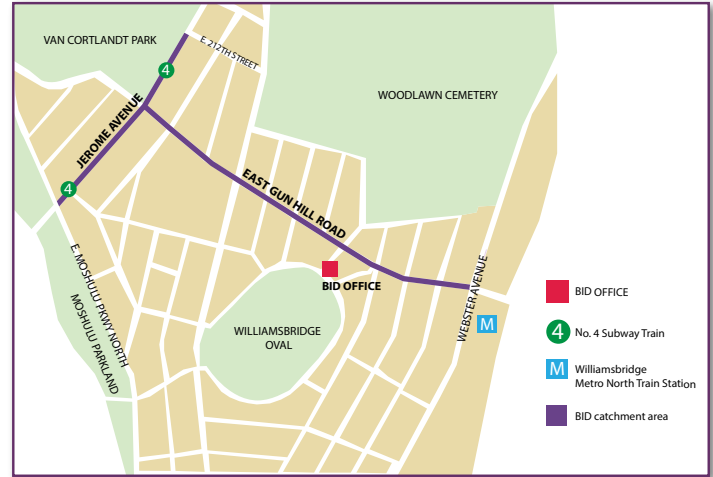 VAN CORTLANDT PARK
E. 212TH STREET
4
WOODLAWN CEMETERY
JEROME AVENUE
4
EAST GUN HILL ROAD
E. MOSHULU PKWY NORTH
MOSHULU PARKLAND
BID OFFICE
WILLIAMSBRIDGE
OVAL
WEBSTER AVENUE
M
BID OFFICE
4 No. 4 Subway Train
M Williamsbridge
Metro North Train Station
BID catchment area